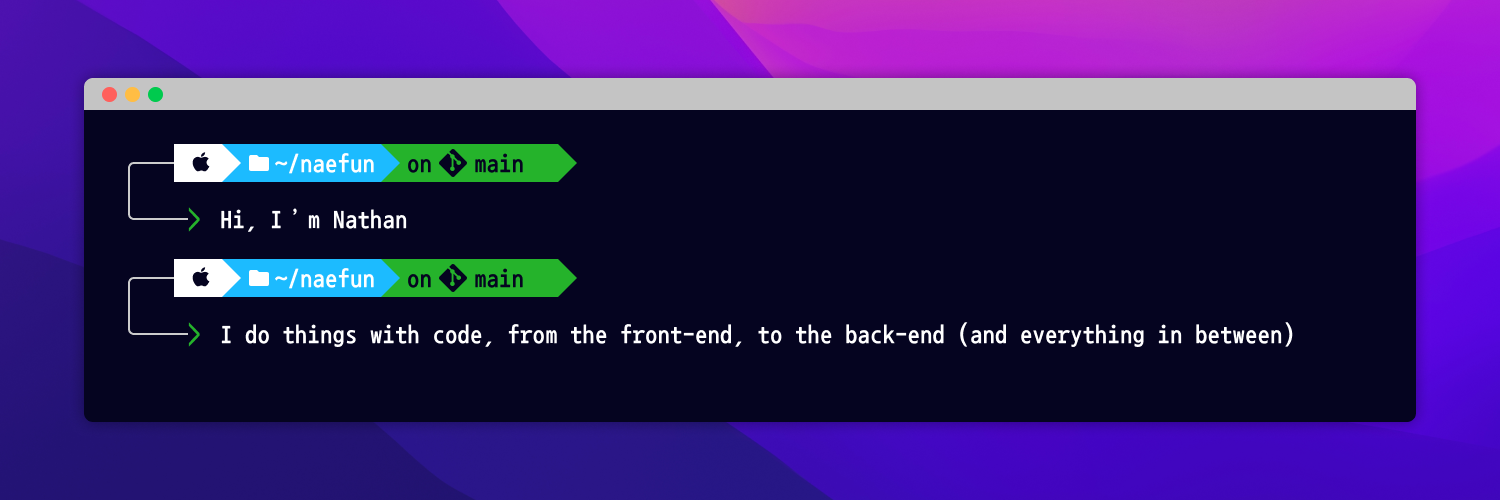 ~/naefun on main
Hi, I'm Nathan
~/naefun on main
I do things with code, from the front-end, to the back-end (and everything in between)